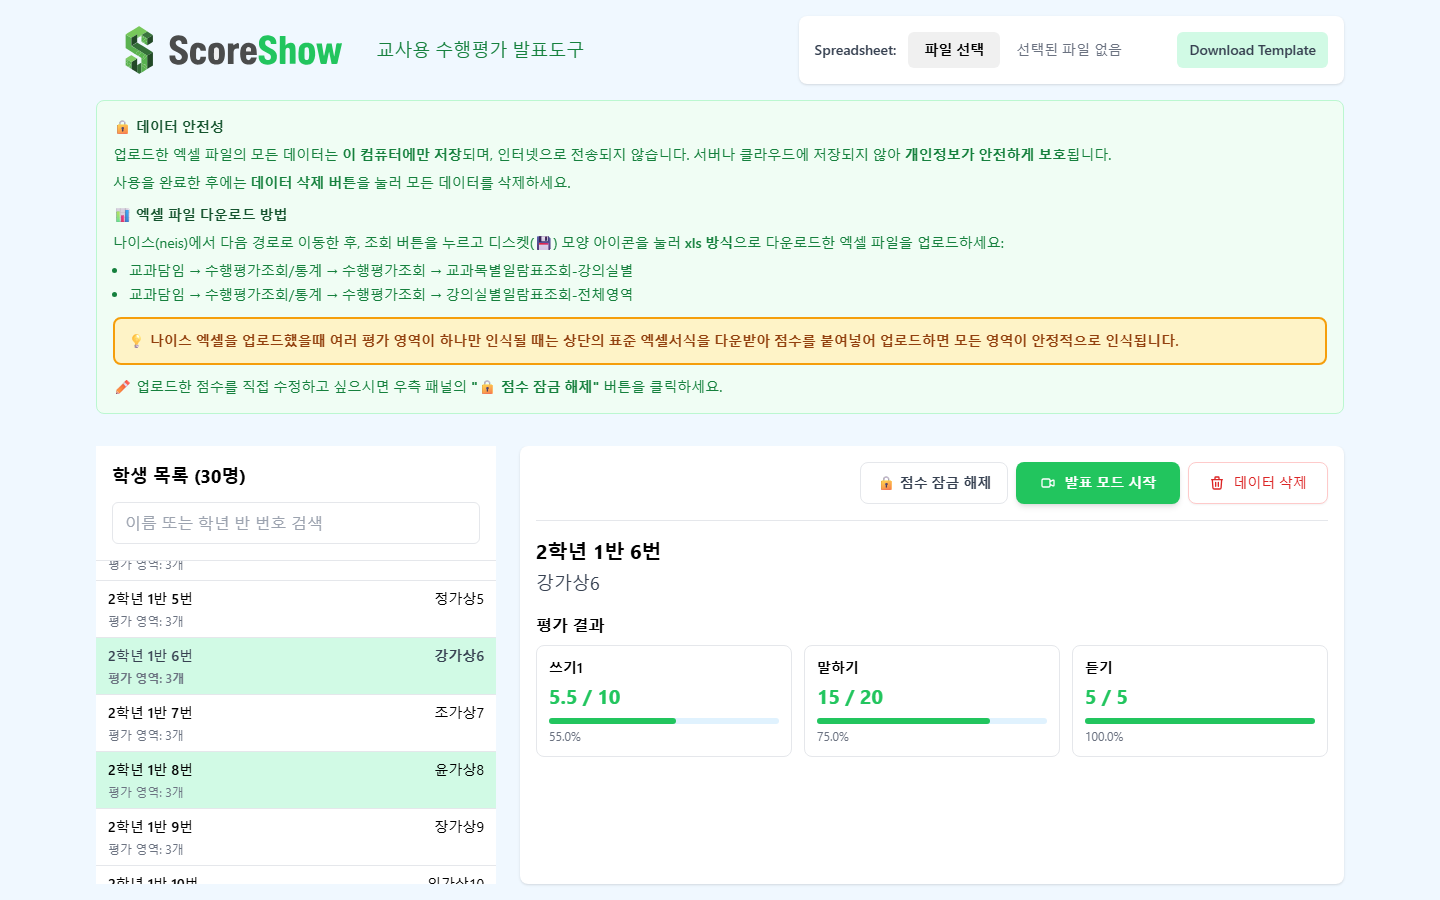 ScoreShow
교사용 수행평가 발표도구
Spreadsheet: 파일 선택 선택된 파일 없음 Download Template
🔒 데이터 안전성
업로드한 엑셀 파일의 모든 데이터는 이 컴퓨터에만 저장되며, 인터넷으로 전송되지 않습니다. 서버나 클라우드에 저장되지 않아 개인정보가 안전하게 보호됩니다.
사용을 완료한 후에는 데이터 삭제 버튼을 눌러 모든 데이터를 삭제하세요.
📊 엑셀 파일 다운로드 방법
나이스(neis)에서 다음 경로로 이동한 후, 조회 버튼을 누르고 디스켓(💾) 모양 아이콘을 눌러 xls 방식으로 다운로드한 엑셀 파일을 업로드하세요:
• 교과담임 → 수행평가조회/통계 → 수행평가조회 → 교과목별일람표조회-강의실별
• 교과담임 → 수행평가조회/통계 → 수행평가조회 → 강의실별일람표조회-전체영역
💡 나이스 엑셀을 업로드했을때 여러 평가 영역이 하나만 인식될 때는 상단의 표준 엑셀서식을 다운받아 점수를 붙여넣어 업로드하면 모든 영역이 안정적으로 인식됩니다.
✏️ 업로드한 점수를 직접 수정하고 싶으시면 우측 패널의 "🔒 점수 잠금 해제" 버튼을 클릭하세요.
학생 목록 (30명)
이름 또는 학년 반 번호 검색
평가 영역: 3개
2학년 1반 5번 정가상5
평가 영역: 3개
2학년 1반 6번 강가상6
평가 영역: 3개
2학년 1반 7번 조가상7
평가 영역: 3개
2학년 1반 8번 윤가상8
평가 영역: 3개
2학년 1반 9번 장가상9
평가 영역: 3개
2학년 1반 10번 임가상10
🔒 점수 잠금 해제 발표 모드 시작 데이터 삭제
2학년 1반 6번
강가상6
평가 결과
쓰기1
5.5 / 10
55.0%
말하기
15 / 20
75.0%
듣기
5 / 5
100.0%